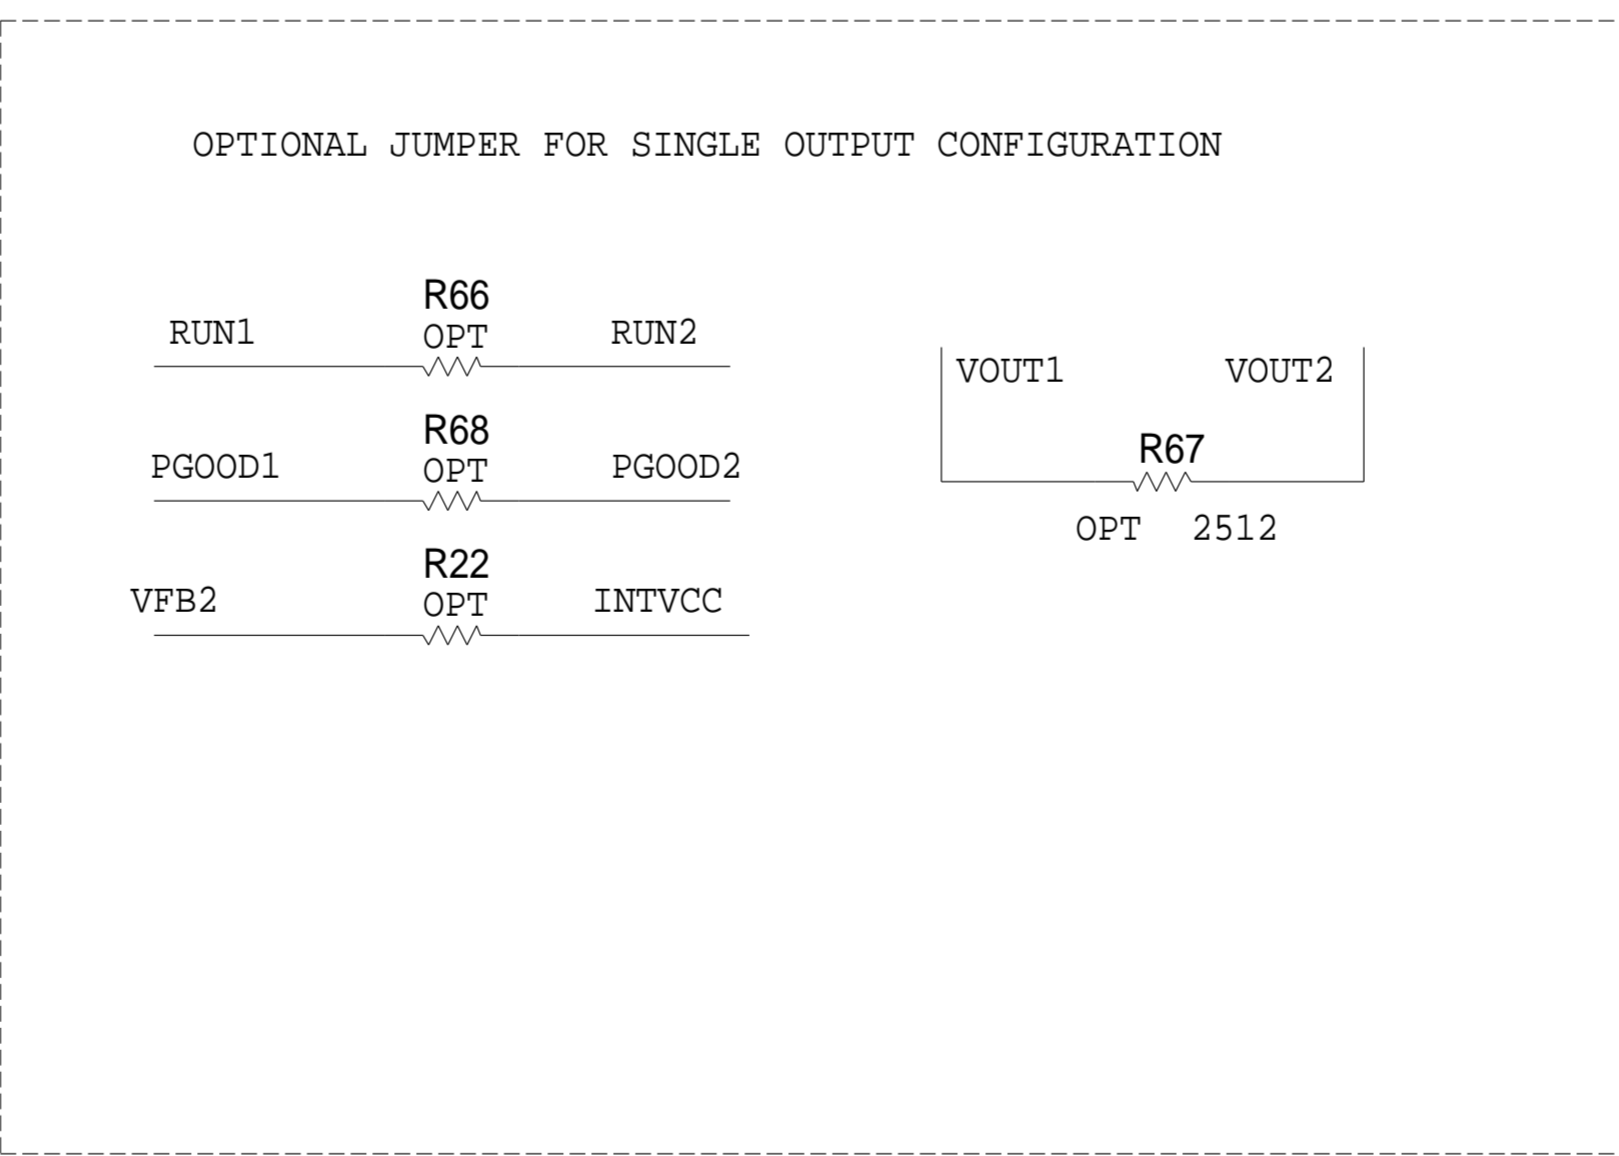 OPTIONAL JUMPER FOR SINGLE OUTPUT CONFIGURATION
R66
RUN1 OPT RUN2
R68
PGOOD1 OPT PGOOD2
R22
VFB2 OPT INTVCC
VOUT1 VOUT2
R67
OPT 2512